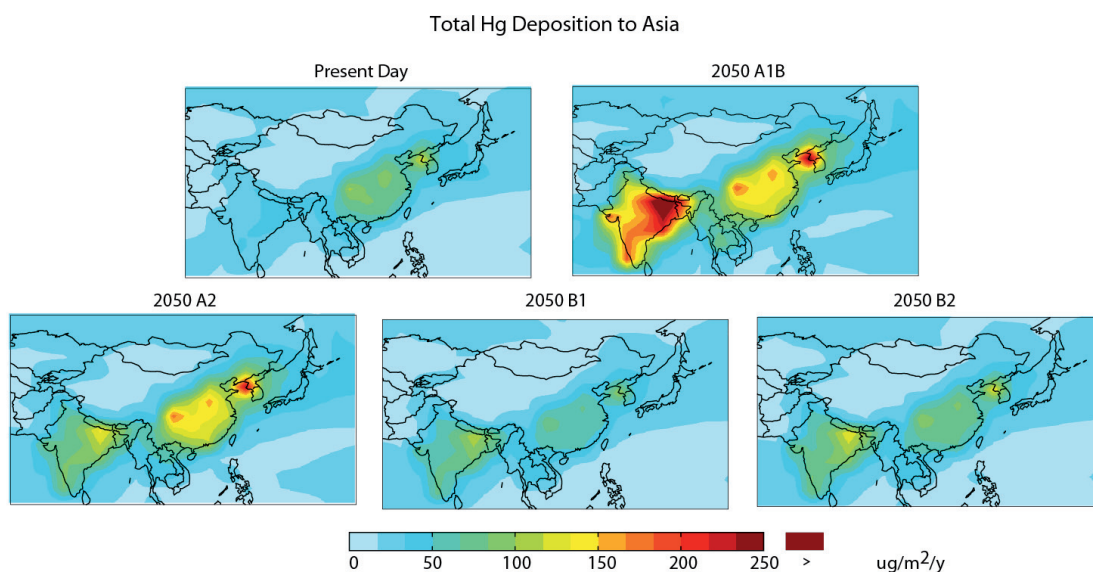 Total Hg Deposition to Asia
Present Day
2050 A1B
2050 A2
2050 B1
2050 B2
0 50 100 150 200 250 > ug/m²/y